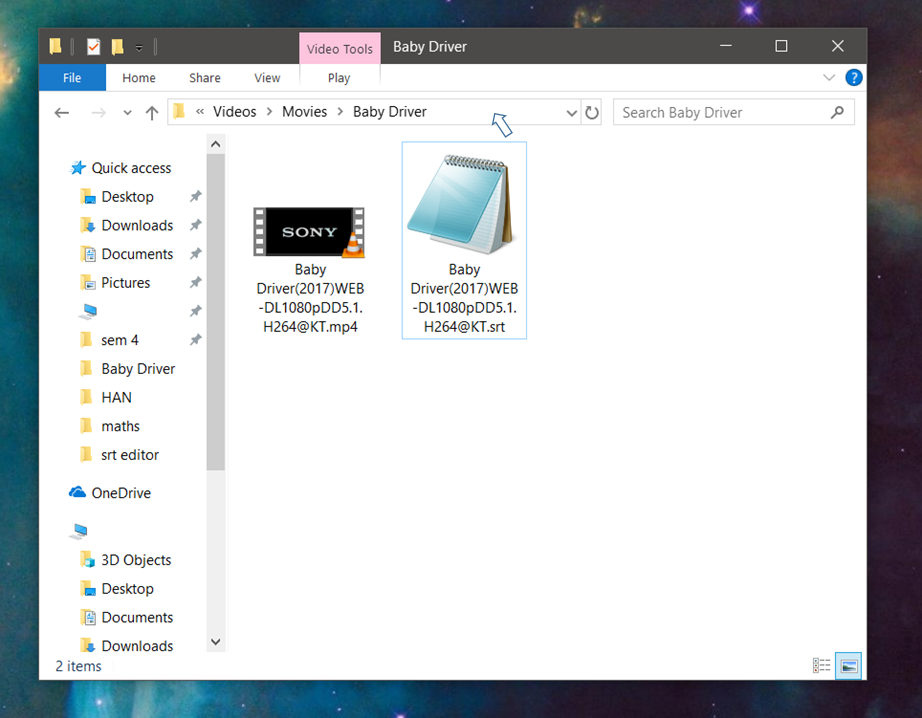 Video Tools
Baby Driver
File
Home
Share
View
Play
?
« Videos > Movies > Baby Driver
Search Baby Driver
Quick access
Desktop
Downloads
Documents
Pictures
sem 4
Baby Driver
HAN
maths
srt editor
OneDrive
3D Objects
Desktop
Documents
Downloads
SONY
Baby
Driver(2017)WEB
-DL1080pDD5.1.
H264@KT.mp4
Baby
Driver(2017)WEB
-DL1080pDD5.1.
H264@KT.srt
2 items